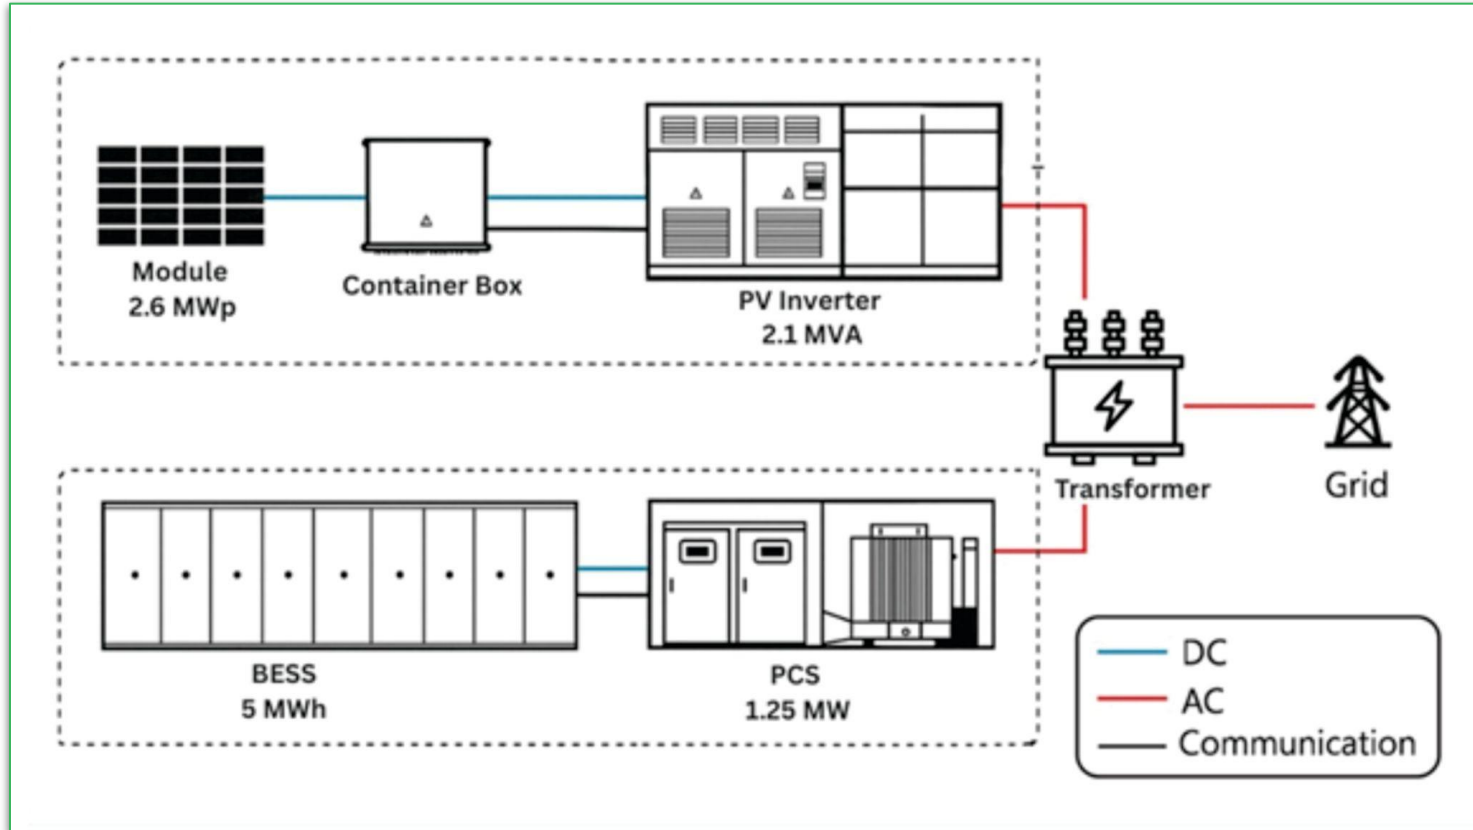 Module
2.6 MWp
Container Box
PV Inverter
2.1 MVA
Transformer
Grid
BESS
5 MWh
PCS
1.25 MW
DC
AC
Communication